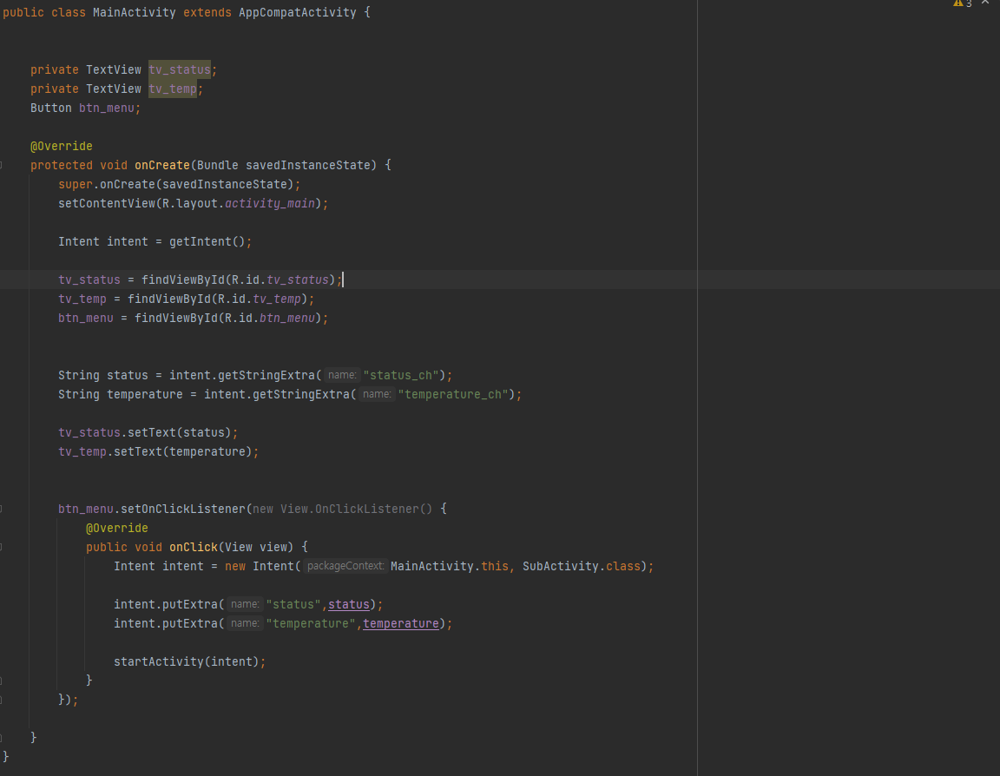 3
public class MainActivity extends AppCompatActivity {
private TextView tv_status;
private TextView tv_temp;
Button btn_menu;
@Override
protected void onCreate(Bundle savedInstanceState) {
super.onCreate(savedInstanceState);
setContentView(R.layout.activity_main);
Intent intent = getIntent();
tv_status = findViewById(R.id.tv_status);
tv_temp = findViewById(R.id.tv_temp);
btn_menu = findViewById(R.id.btn_menu);
String status = intent.getStringExtra( name: "status_ch");
String temperature = intent.getStringExtra( name: "temperature_ch");
tv_status.setText(status);
tv_temp.setText(temperature);
btn_menu.setOnClickListener(new View.OnClickListener() {
@Override
public void onClick(View view) {
Intent intent = new Intent( packageContext: MainActivity.this, SubActivity.class);
intent.putExtra( name: "status",status);
intent.putExtra( name: "temperature",temperature);
startActivity(intent);
}
});
}
}